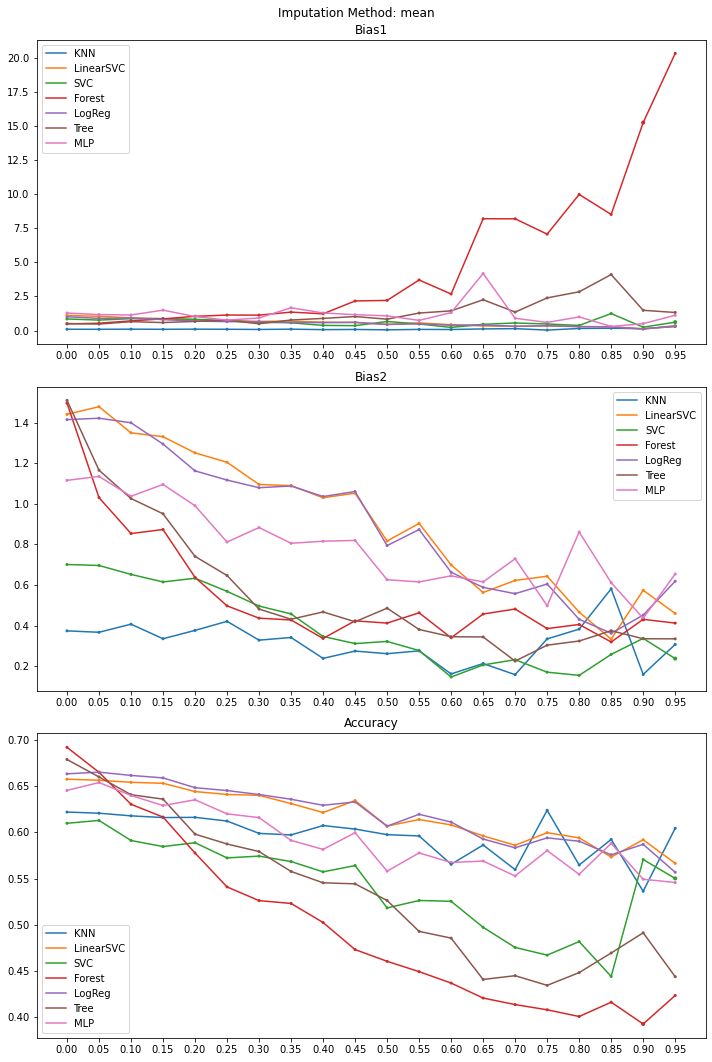 Imputation Method: mean
Bias1
20.0
17.5
15.0
12.5
10.0
7.5
5.0
2.5
0.0
KNN
LinearSVC
SVC
Forest
LogReg
Tree
MLP
0.00 0.05 0.10 0.15 0.20 0.25 0.30 0.35 0.40 0.45 0.50 0.55 0.60 0.65 0.70 0.75 0.80 0.85 0.90 0.95
Bias2
1.4
1.2
1.0
0.8
0.6
0.4
0.2
KNN
LinearSVC
SVC
Forest
LogReg
Tree
MLP
0.00 0.05 0.10 0.15 0.20 0.25 0.30 0.35 0.40 0.45 0.50 0.55 0.60 0.65 0.70 0.75 0.80 0.85 0.90 0.95
Accuracy
0.70
0.65
0.60
0.55
0.50
0.45
0.40
KNN
LinearSVC
SVC
Forest
LogReg
Tree
MLP
0.00 0.05 0.10 0.15 0.20 0.25 0.30 0.35 0.40 0.45 0.50 0.55 0.60 0.65 0.70 0.75 0.80 0.85 0.90 0.95